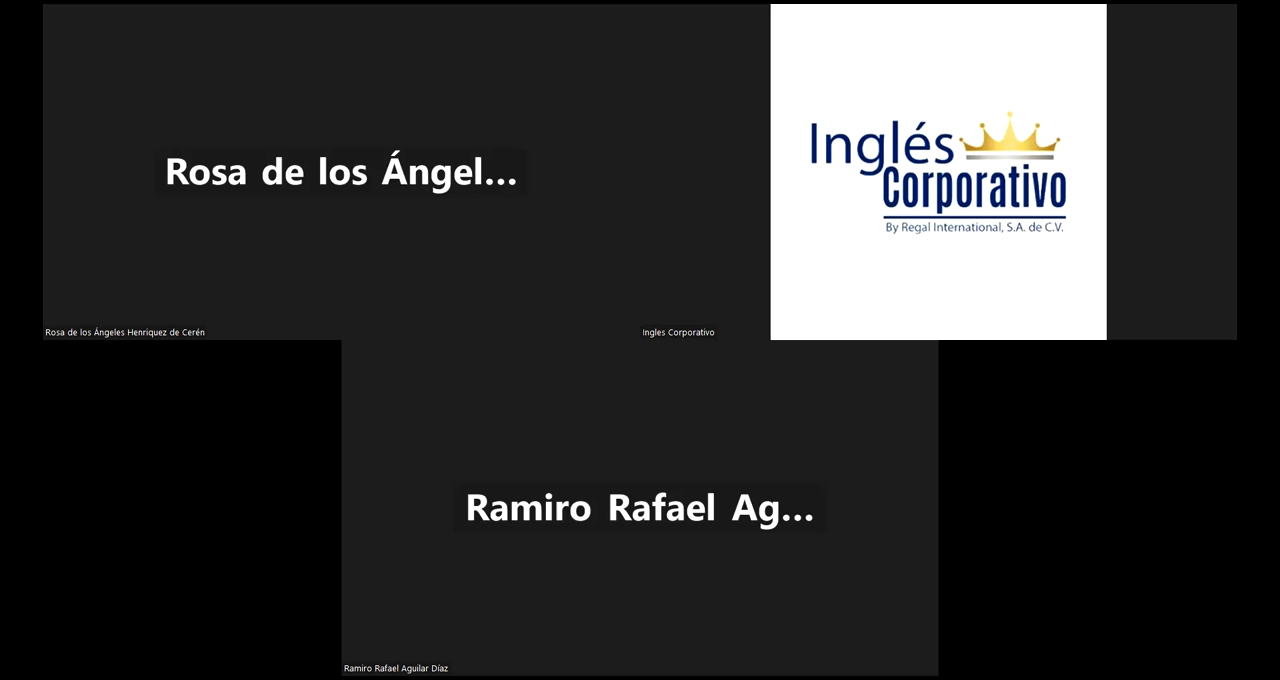 Rosa de los Ángel...
Rosa de los Ángeles Henriquez de Cerén
Inglés
Corporativo
By Regal International, S.A. de C.V.
Ingles Corporativo
Ramiro Rafael Ag...
Ramiro Rafael Aguilar Díaz